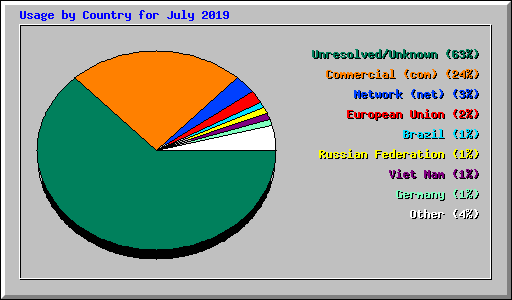 Usage by Country for July 2019
Unresolved/Unknown (63%)
Commercial (com) (24%)
Network (net) (3%)
European Union (2%)
Brazil (1%)
Russian Federation (1%)
Viet Nam (1%)
Germany (1%)
Other (4%)